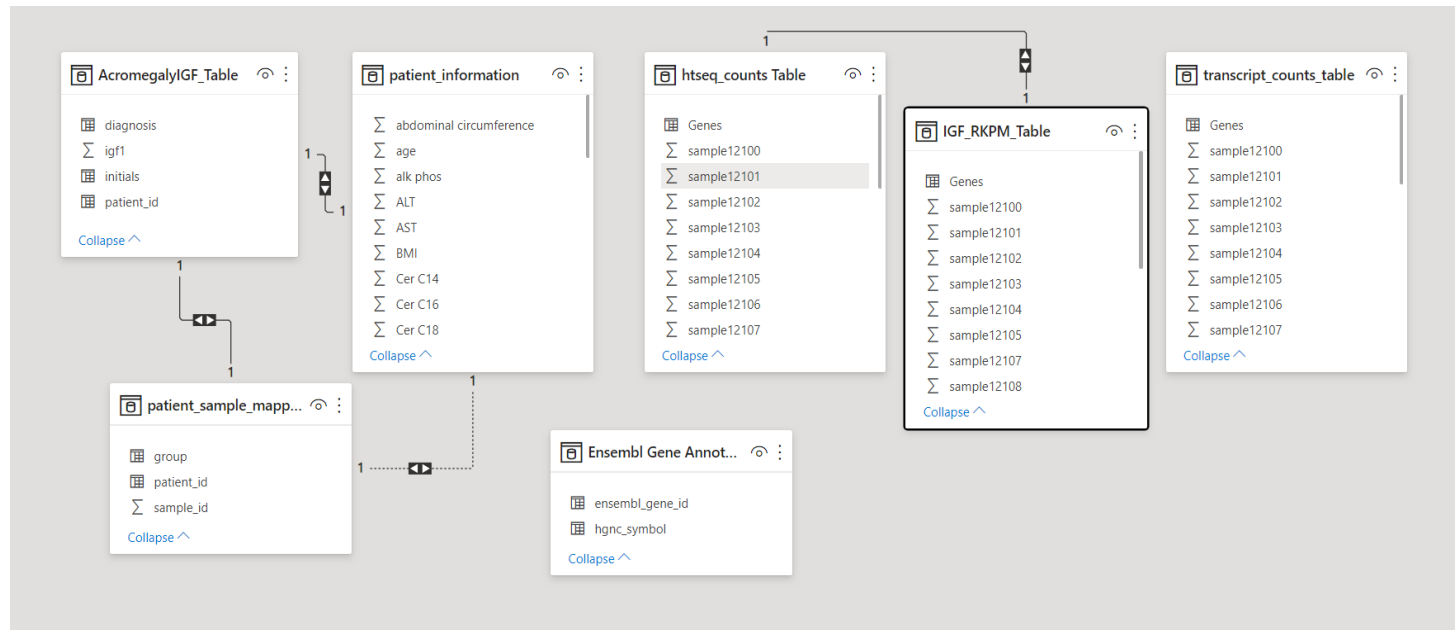 AcromegalyIGF_Table
diagnosis
igf1
initials
patient_id
Collapse
1
1
1
1
patient_information
abdominal circumference
age
alk phos
ALT
AST
BMI
Cer C14
Cer C16
Cer C18
Collapse
1
1
htseq_counts Table
Genes
sample12100
sample12101
sample12102
sample12103
sample12104
sample12105
sample12106
sample12107
Collapse
1
1
IGF_RKPM_Table
Genes
sample12100
sample12101
sample12102
sample12103
sample12104
sample12105
sample12107
sample12108
Collapse
transcript_counts_table
Genes
sample12100
sample12101
sample12102
sample12103
sample12104
sample12105
sample12106
sample12107
Collapse
patient_sample_mapp...
group
patient_id
sample_id
Collapse
Ensembl Gene Annot...
ensembl_gene_id
hgnc_symbol
Collapse